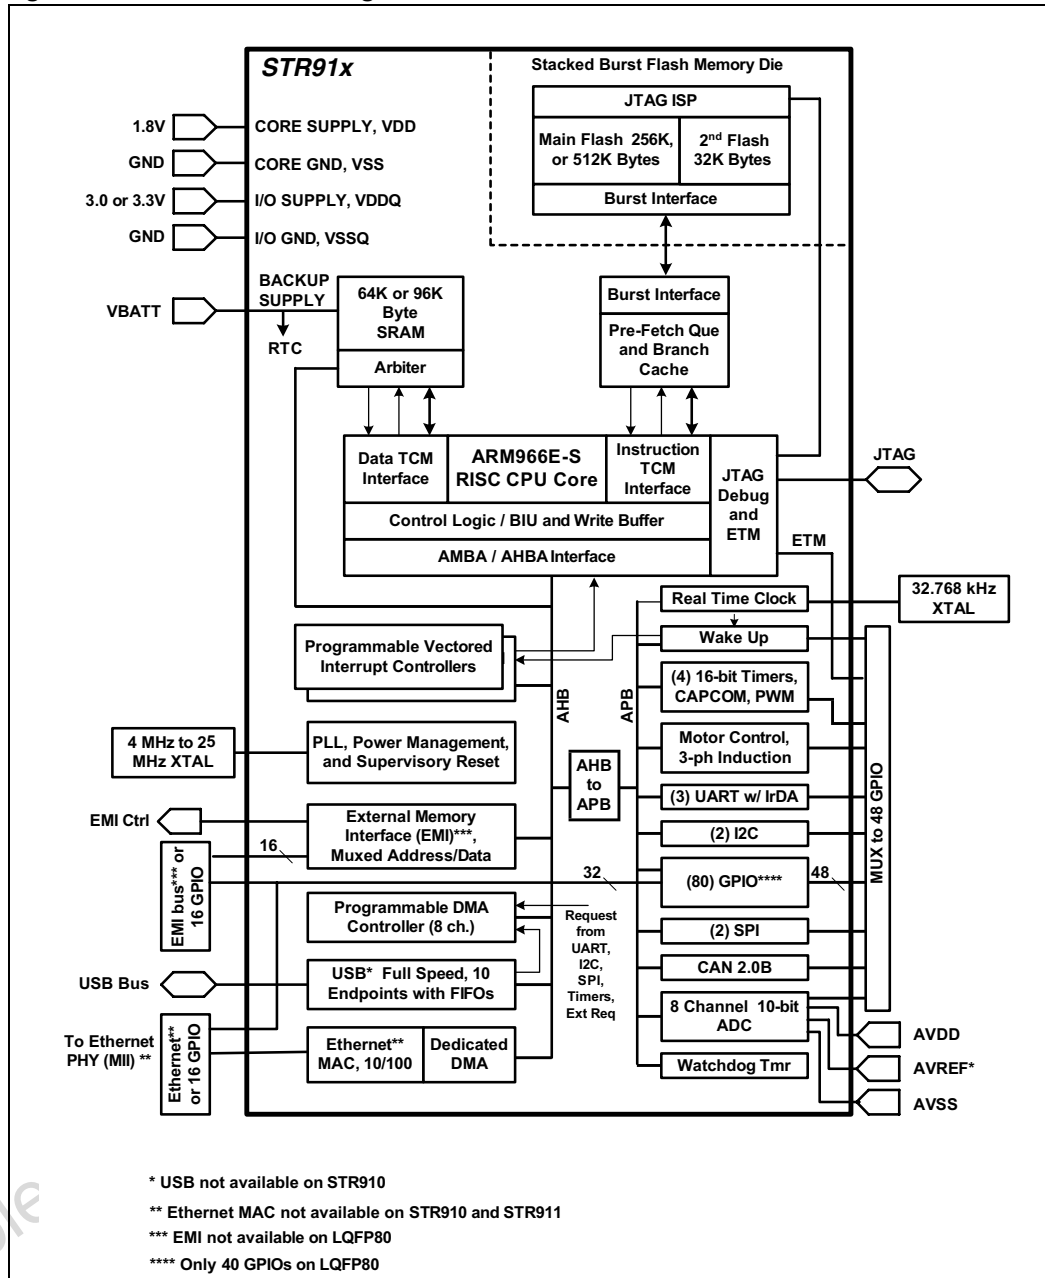 STR91x
Stacked Burst Flash Memory Die
JTAG ISP
Main Flash 256K,
or 512K Bytes
2nd Flash
32K Bytes
Burst Interface
1.8V
CORE SUPPLY, VDD
GND
CORE GND, VSS
3.0 or 3.3V
I/O SUPPLY, VDDQ
GND
I/O GND, VSSQ
VBATT
BACKUP
SUPPLY
RTC
64K or 96K
Byte
SRAM
Arbiter
Burst Interface
Pre-Fetch Que
and Branch
Cache
Data TCM
Interface
ARM966E-S
RISC CPU Core
Instruction
TCM
Interface
JTAG
Debug
and
ETM
JTAG
Control Logic / BIU and Write Buffer
AMBA / AHBA Interface
ETM
Real Time Clock
32.768 kHz
XTAL
Wake Up
Programmable Vectored
Interrupt Controllers
AHB
APB
(4) 16-bit Timers,
CAPCOM, PWM
4 MHz to 25
MHz XTAL
PLL, Power Management,
and Supervisory Reset
AHB
to
APB
Motor Control,
3-ph Induction
MUX to 48 GPIO
(3) UART w/ IrDA
EMI Ctrl
External Memory
Interface (EMI)***,
Muxed Address/Data
(2) I2C
EMI bus*** or
16 GPIO
16
32
(80) GPIO****
48
Programmable DMA
Controller (8 ch.)
Request
from
UART,
I2C,
SPI,
Timers,
Ext Req
(2) SPI
USB Bus
USB* Full Speed, 10
Endpoints with FIFOs
CAN 2.0B
8 Channel 10-bit
ADC
To Ethernet
PHY (MII) **
Ethernet**
or 16 GPIO
Ethernet**
MAC, 10/100
Dedicated
DMA
Watchdog Tmr
AVDD
AVREF*
AVSS
* USB not available on STR910
** Ethernet MAC not available on STR910 and STR911
*** EMI not available on LQFP80
**** Only 40 GPIOs on LQFP80